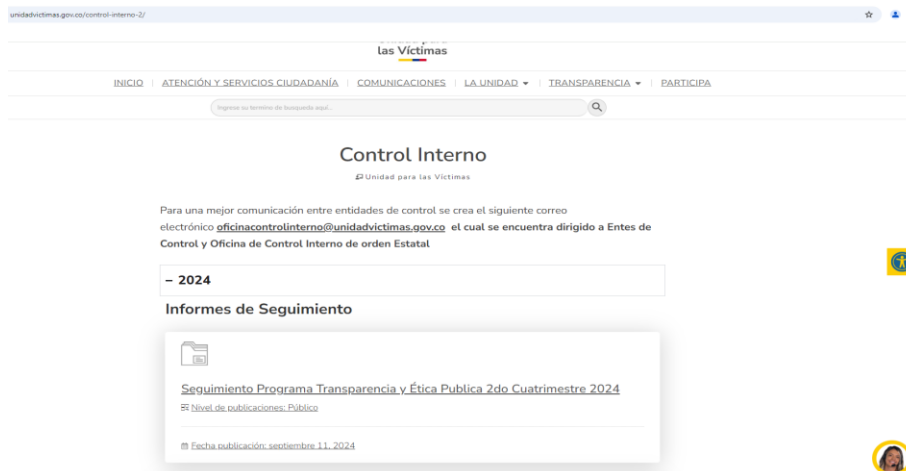 unidadvictimas.gov.co/control-interno-2/
las Víctimas
INICIO | ATENCIÓN Y SERVICIOS CIUDADANÍA | COMUNICACIONES | LA UNIDAD | TRANSPARENCIA | PARTICIPA
Ingrese su termino de busqueda aquí...
Control Interno
Unidad para las Víctimas
Para una mejor comunicación entre entidades de control se crea el siguiente correo
electrónico oficinacontrolinterno@unidadvictimas.gov.co el cual se encuentra dirigido a Entes de
Control y Oficina de Control Interno de orden Estatal
– 2024
Informes de Seguimiento
Seguimiento Programa Transparencia y Ética Publica 2do Cuatrimestre 2024
Nivel de publicaciones: Público
Fecha publicación: septiembre 11, 2024